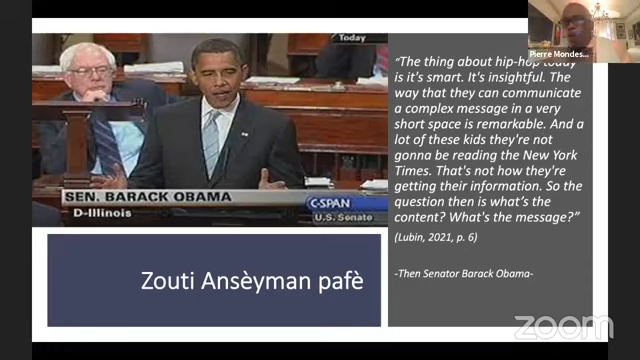 Today
SEN. BARACK OBAMA
D-Illinois
C-SPAN
U.S. Senate
Zouti Ansèyman pafè
Pierre Mondes...
“The thing about hip-hop today
is it's smart. It's insightful. The
way that they can communicate
a complex message in a very
short space is remarkable. And a
lot of these kids they're not
gonna be reading the New York
Times. That's not how they're
getting their information. So the
question then is what's the
content? What's the message?”
(Lubin, 2021, p. 6)
-Then Senator Barack Obama-
zoom